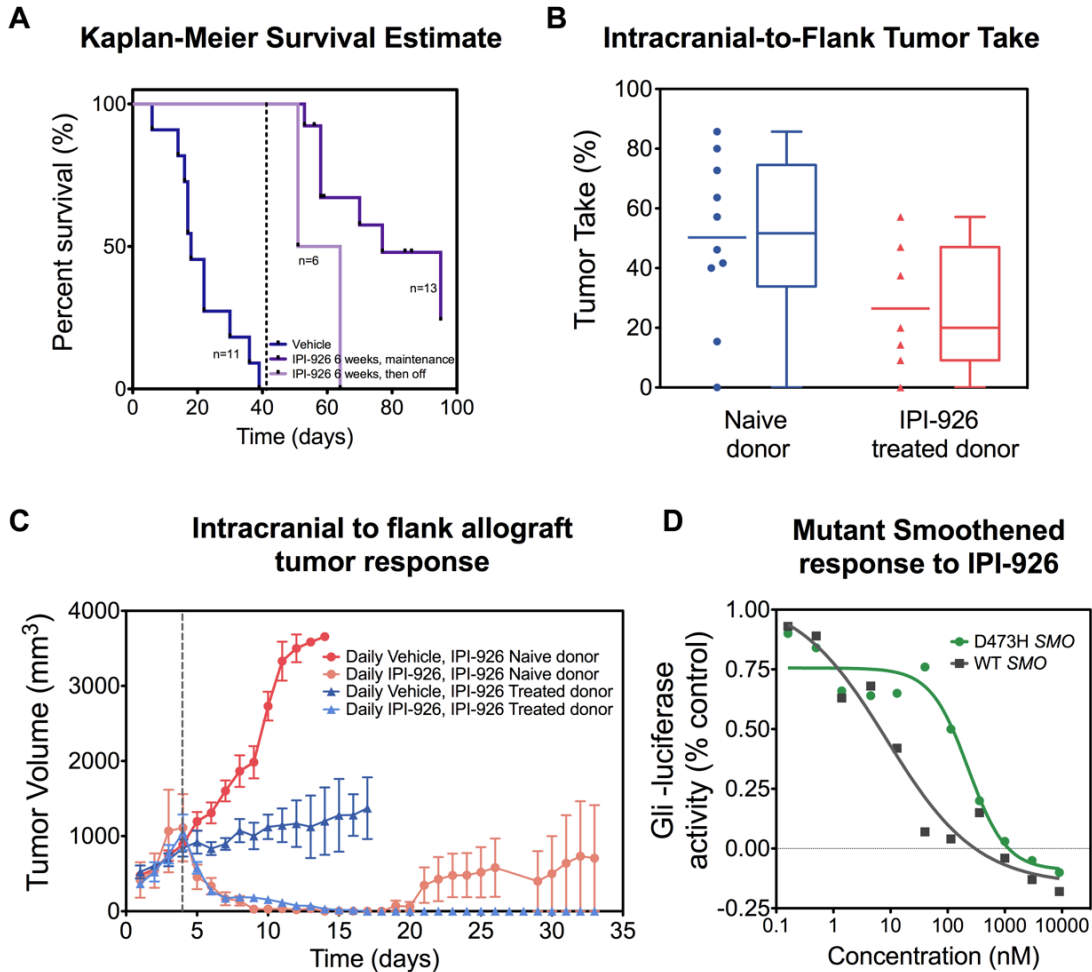 A
Kaplan-Meier Survival Estimate
Percent survival (%)
100
50
0
n=11
n=6
n=13
Vehicle
IPI-926 6 weeks, maintenance
IPI-926 6 weeks, then off
0 20 40 60 80 100
Time (days)
B
Intracranial-to-Flank Tumor Take
Tumor Take (%)
100
80
60
40
20
0
Naive
donor
IPI-926
treated donor
C
Intracranial to flank allograft
tumor response
Tumor Volume (mm³)
4000
3000
2000
1000
0
Daily Vehicle, IPI-926 Naive donor
Daily IPI-926, IPI-926 Naive donor
Daily Vehicle, IPI-926 Treated donor
Daily IPI-926, IPI-926 Treated donor
0 5 10 15 20 25 30 35
Time (days)
D
Mutant Smoothened
response to IPI-926
Gli -luciferase
activity (% control)
1.00
0.75
0.50
0.25
0.00
-0.25
D473H SMO
WT SMO
0.1 1 10 100 1000 10000
Concentration (nM)